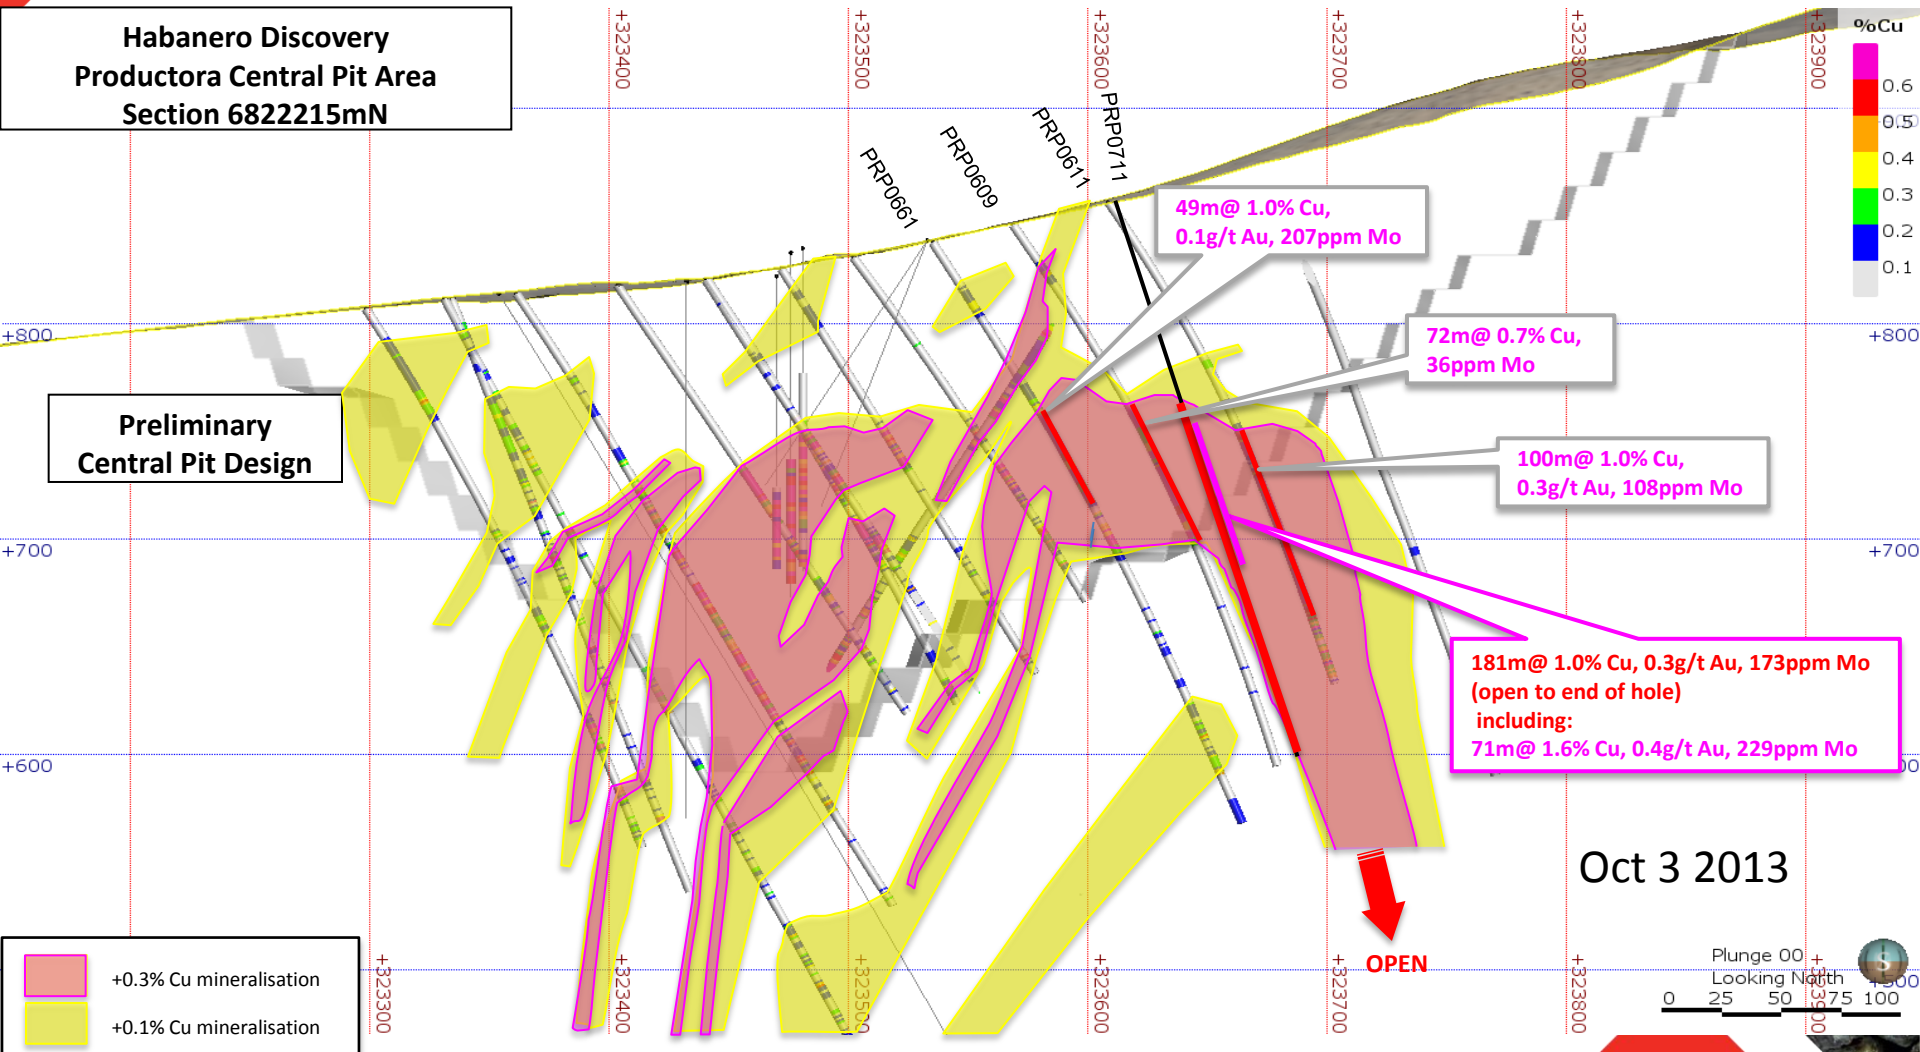 Habanero Discovery
Productora Central Pit Area
Section 6822215mN
+323400
+323500
+323600
+323700
+323800
+323900
%Cu
0.6
0.5
0.4
0.3
0.2
0.1
PRP0661
PRP0609
PRP0611
PRP0711
49m@ 1.0% Cu,
0.1g/t Au, 207ppm Mo
72m@ 0.7% Cu,
36ppm Mo
100m@ 1.0% Cu,
0.3g/t Au, 108ppm Mo
181m@ 1.0% Cu, 0.3g/t Au, 173ppm Mo
(open to end of hole)
including:
71m@ 1.6% Cu, 0.4g/t Au, 229ppm Mo
+800
+800
Preliminary
Central Pit Design
+700
+700
+600
Oct 3 2013
OPEN
+0.3% Cu mineralisation
+0.1% Cu mineralisation
+323300
+323400
+323500
+323600
+323700
+323800
Plunge 00
Looking North
0 25 50 75 100
S